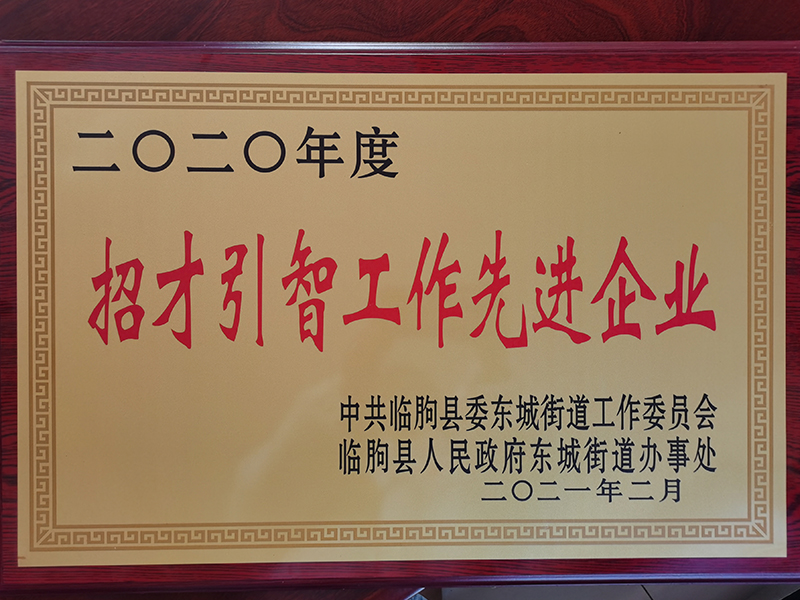 二〇二〇年度
招才引智工作先进企业
中共临朐县委东城街道工作委员会
临朐县人民政府东城街道办事处
二〇二一年二月